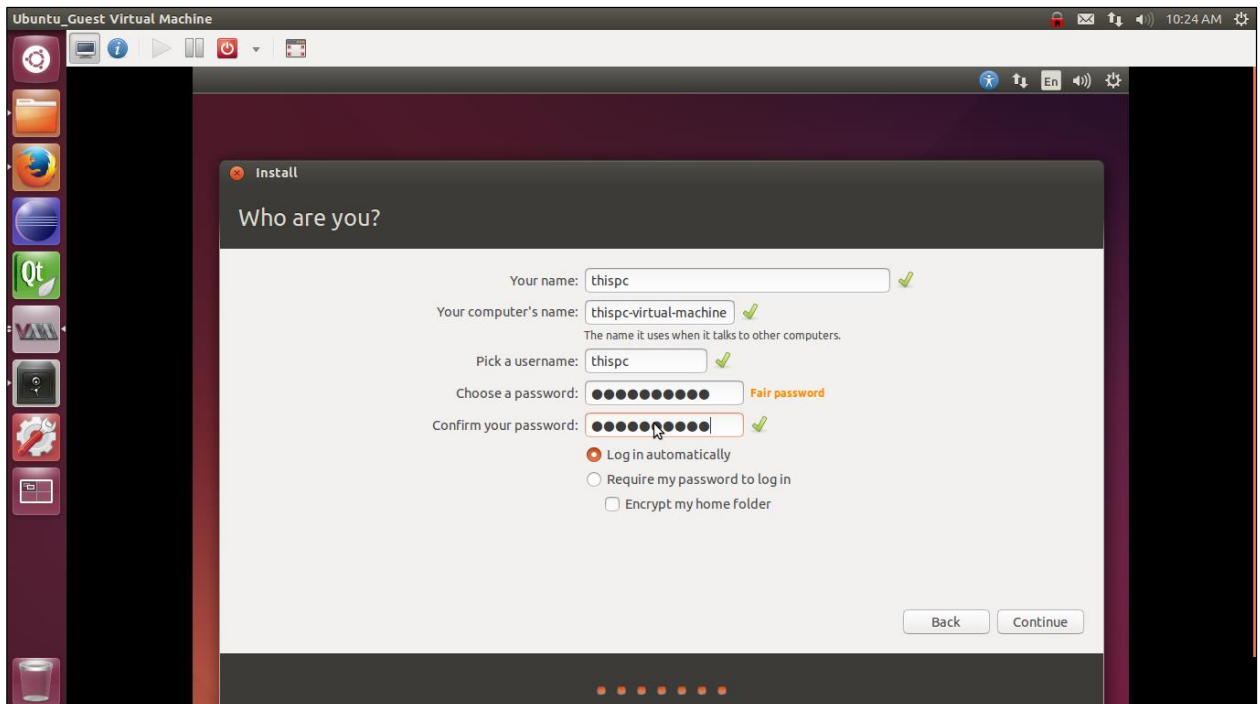 Ubuntu_Guest Virtual Machine
10:24 AM
En
Install
Who are you?
Your name: thispc
Your computer's name: thispc-virtual-machine
The name it uses when it talks to other computers.
Pick a username: thispc
Choose a password: ●●●●●●●●●● Fair password
Confirm your password: ●●●●●●●●●●
Log in automatically
Require my password to log in
Encrypt my home folder
Back Continue
Qt
VMM